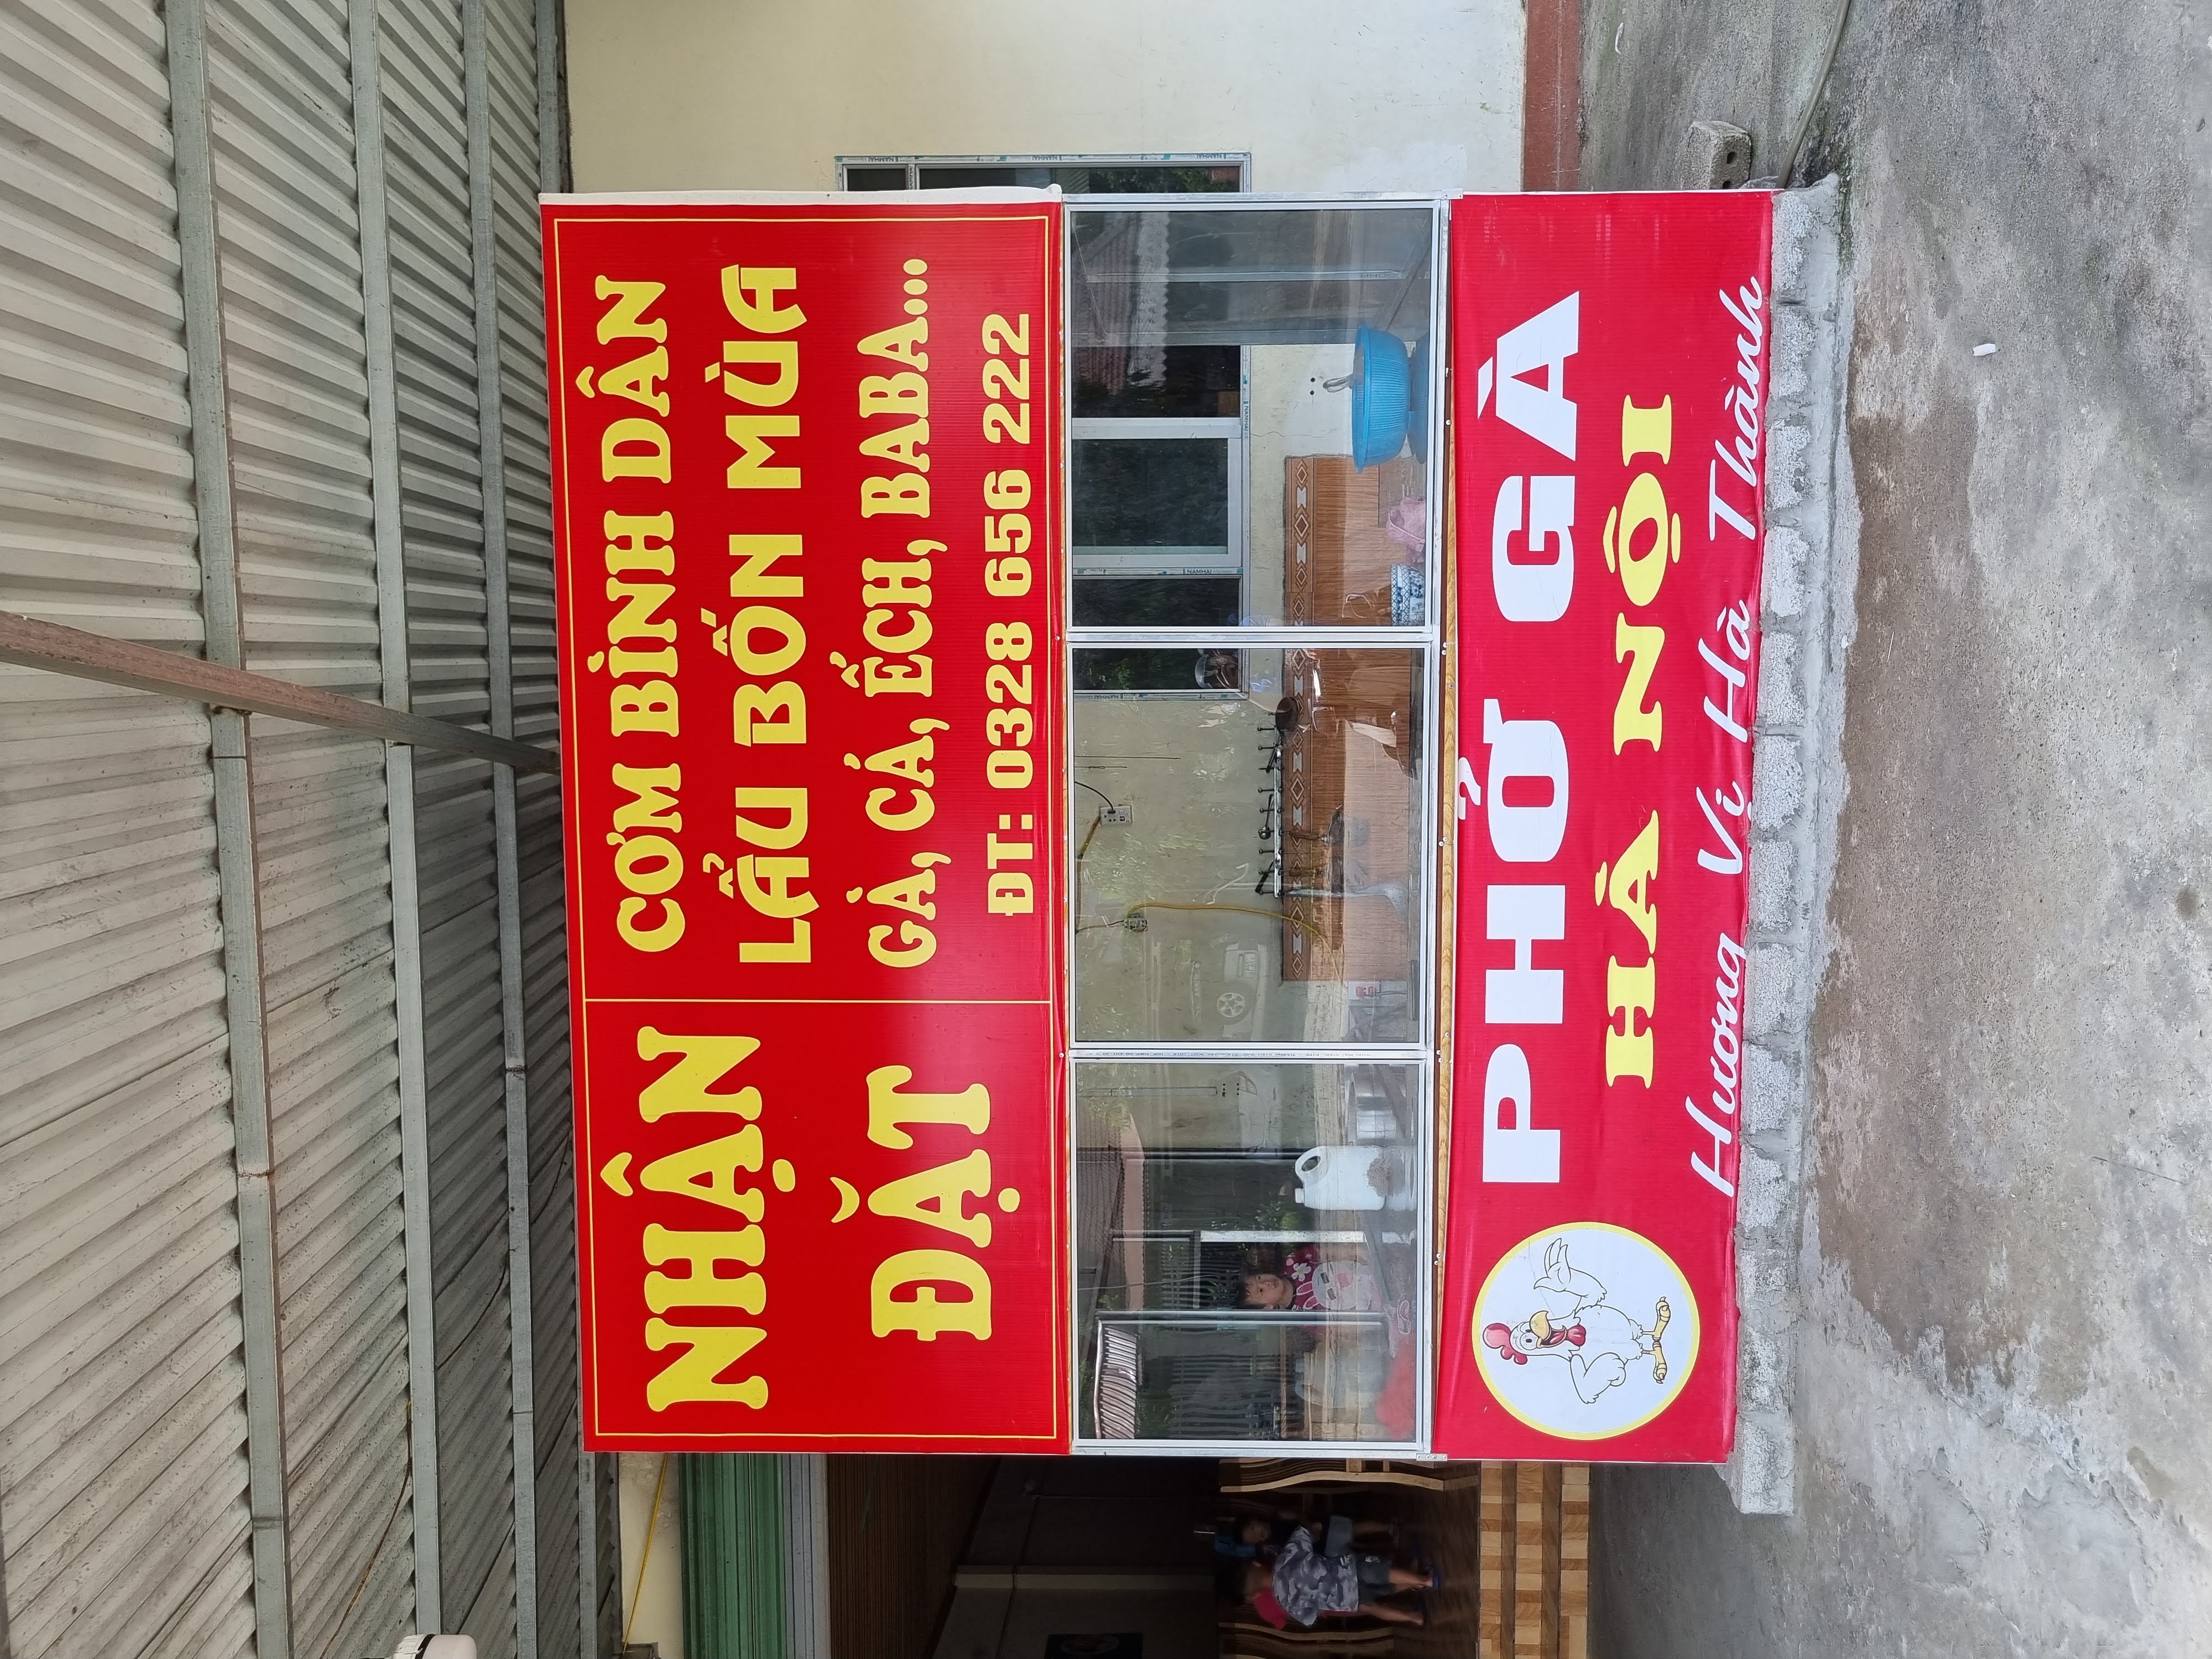 NHẬN
ĐẶT
CƠM BÌNH DÂN
LẨU BỐN MÙA
GÀ, CÁ, ẾCH, BABA...
ĐT: 0328 656 222
PHỞ GÀ
HÀ NỘI
Hương Vị Hà Thành
NAMHAI